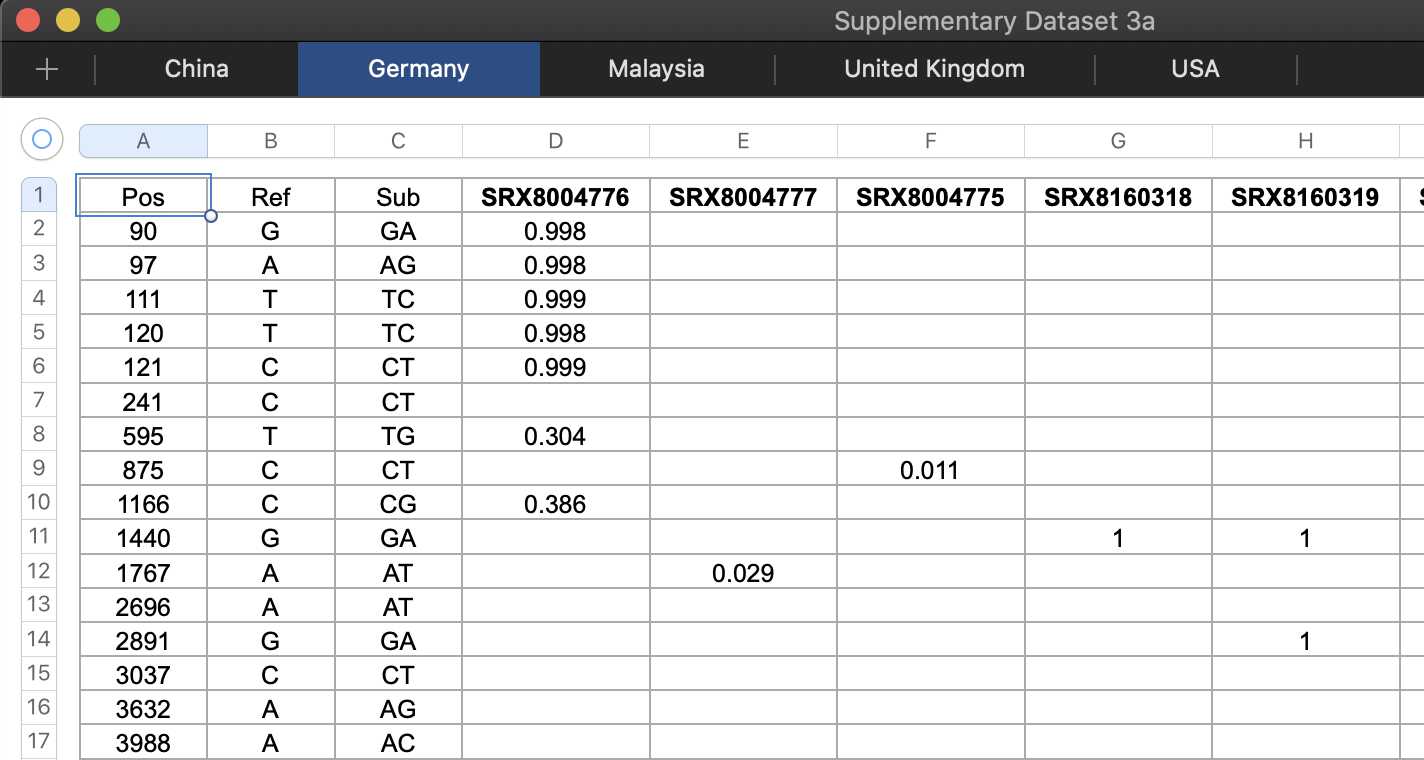 Supplementary Dataset 3a
+ China Germany Malaysia United Kingdom USA
A B C D E F G H
1 Pos Ref Sub SRX8004776 SRX8004777 SRX8004775 SRX8160318 SRX8160319
2 90 G GA 0.998
3 97 A AG 0.998
4 111 T TC 0.999
5 120 T TC 0.998
6 121 C CT 0.999
7 241 C CT
8 595 T TG 0.304
9 875 C CT 0.011
10 1166 C CG 0.386
11 1440 G GA 1 1
12 1767 A AT 0.029
13 2696 A AT
14 2891 G GA 1
15 3037 C CT
16 3632 A AG
17 3988 A AC